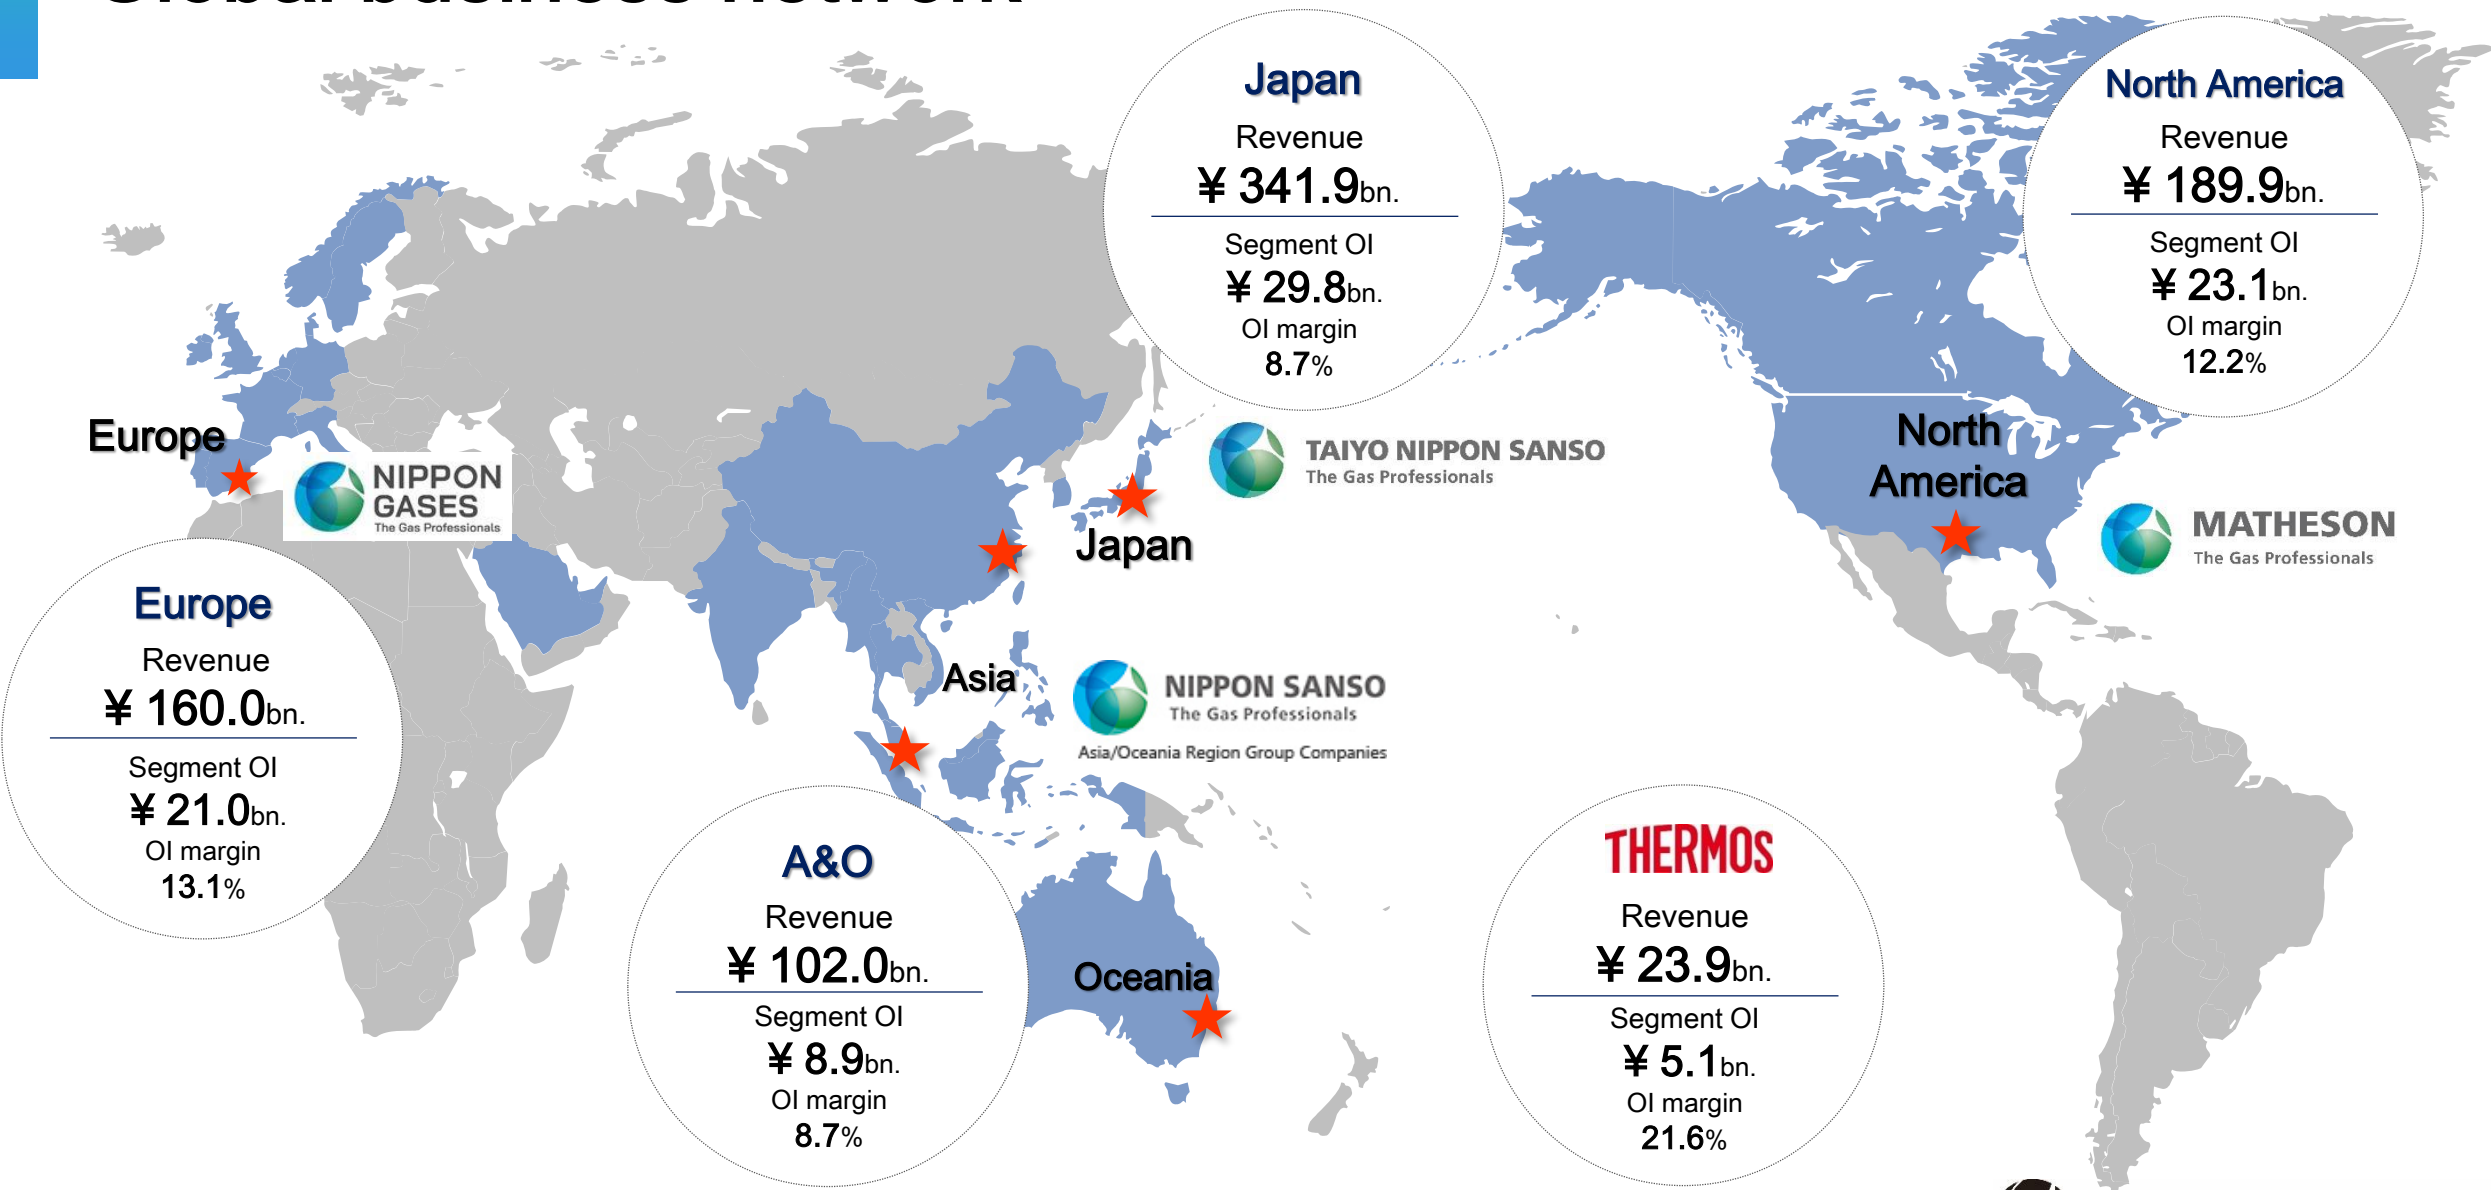 Global business network
Japan
Revenue
¥ 341.9bn.
Segment OI
¥ 29.8bn.
OI margin
8.7%
North America
Revenue
¥ 189.9bn.
Segment OI
¥ 23.1bn.
OI margin
12.2%
Europe
NIPPON
GASES
The Gas Professionals
TAIYO NIPPON SANSO
The Gas Professionals
Japan
North
America
MATHESON
The Gas Professionals
Europe
Revenue
¥ 160.0bn.
Segment OI
¥ 21.0bn.
OI margin
13.1%
Asia
NIPPON SANSO
The Gas Professionals
Asia/Oceania Region Group Companies
A&O
Revenue
¥ 102.0bn.
Segment OI
¥ 8.9bn.
OI margin
8.7%
Oceania
THERMOS
Revenue
¥ 23.9bn.
Segment OI
¥ 5.1bn.
OI margin
21.6%